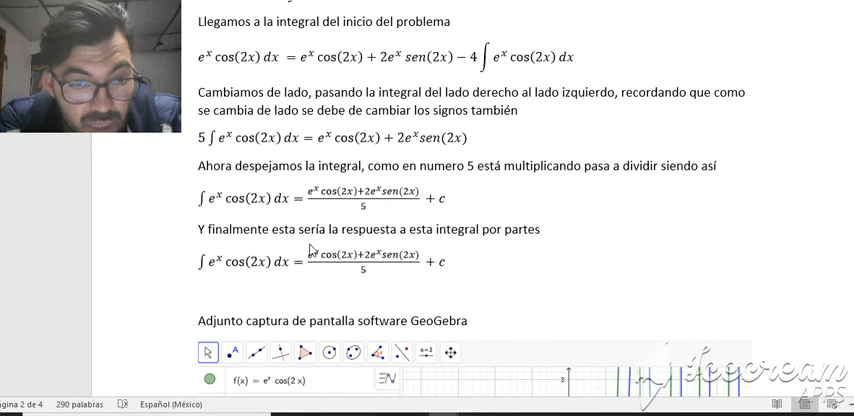 Llegamos a la integral del inicio del problema
e^x cos(2x) dx = e^x cos(2x) + 2e^x sen(2x) − 4 ∫ e^x cos(2x) dx
Cambiamos de lado, pasando la integral del lado derecho al lado izquierdo, recordando que como
se cambia de lado se debe de cambiar los signos también
5 ∫ e^x cos(2x) dx = e^x cos(2x) + 2e^x sen(2x)
Ahora despejamos la integral, como en numero 5 está multiplicando pasa a dividir siendo así
∫ e^x cos(2x) dx = (e^x cos(2x)+2e^x sen(2x))/5 + c
Y finalmente esta sería la respuesta a esta integral por partes
∫ e^x cos(2x) dx = (e^x cos(2x)+2e^x sen(2x))/5 + c
Adjunto captura de pantalla software GeoGebra
A a=2
f(x) = e^x cos(2 x) 8
Icecream
APPS
ágina 2 de 4 290 palabras Español (México)